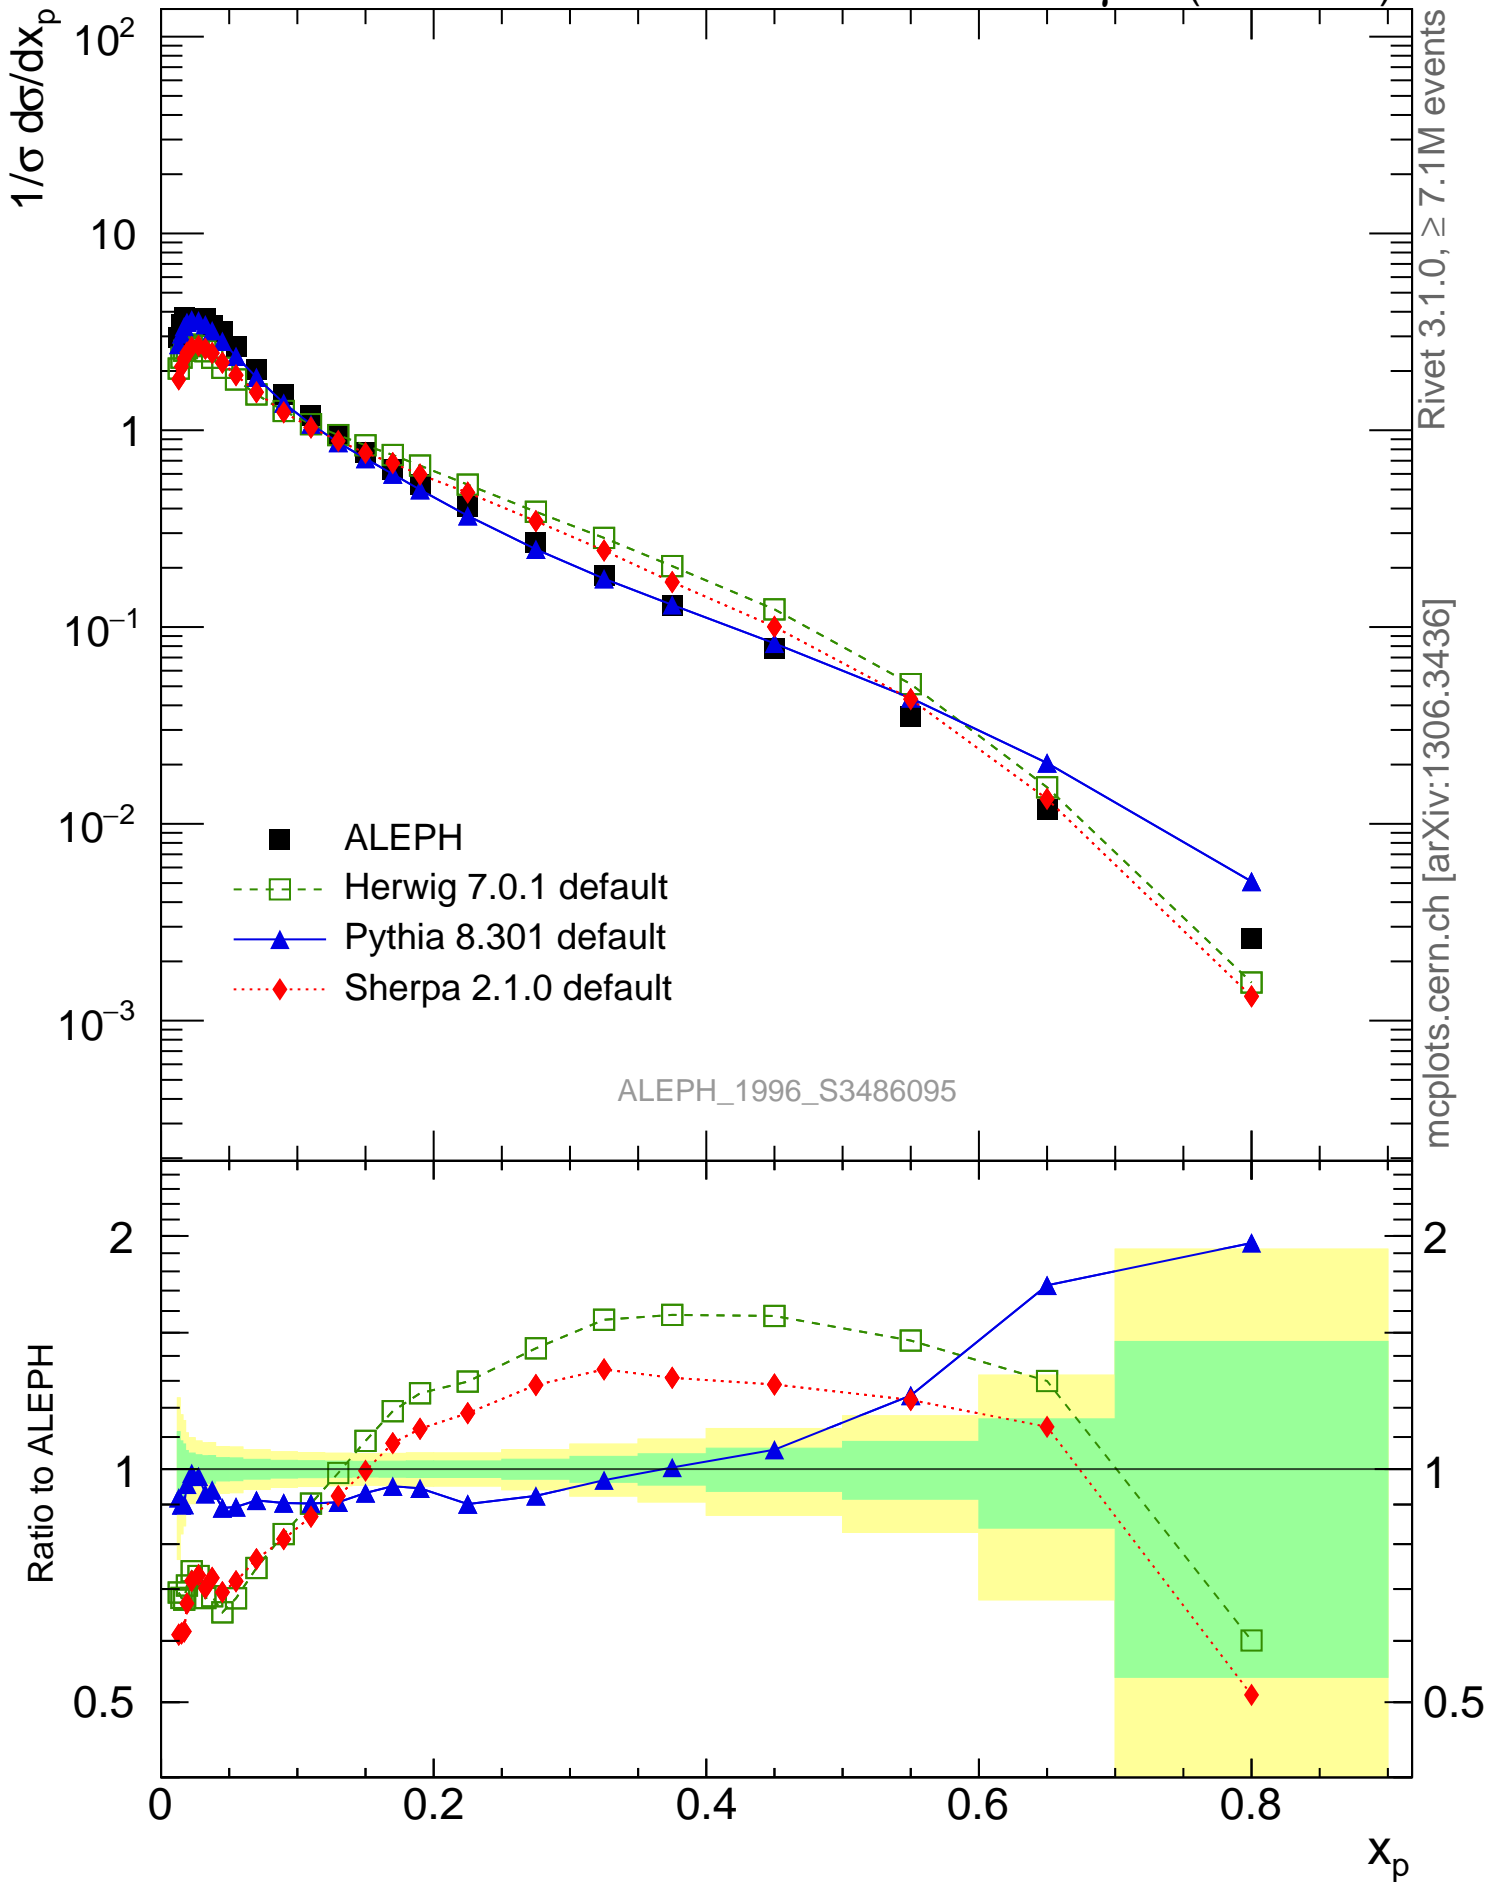 1/σ dσ/dx_p
10²
10
1
10⁻¹
10⁻²
10⁻³
ALEPH
Herwig 7.0.1 default
Pythia 8.301 default
Sherpa 2.1.0 default
ALEPH_1996_S3486095
Rivet 3.1.0, ≥ 7.1M events
mcplots.cern.ch [arXiv:1306.3436]
Ratio to ALEPH
2
1
0.5
2
1
0.5
0 0.2 0.4 0.6 0.8
x_p